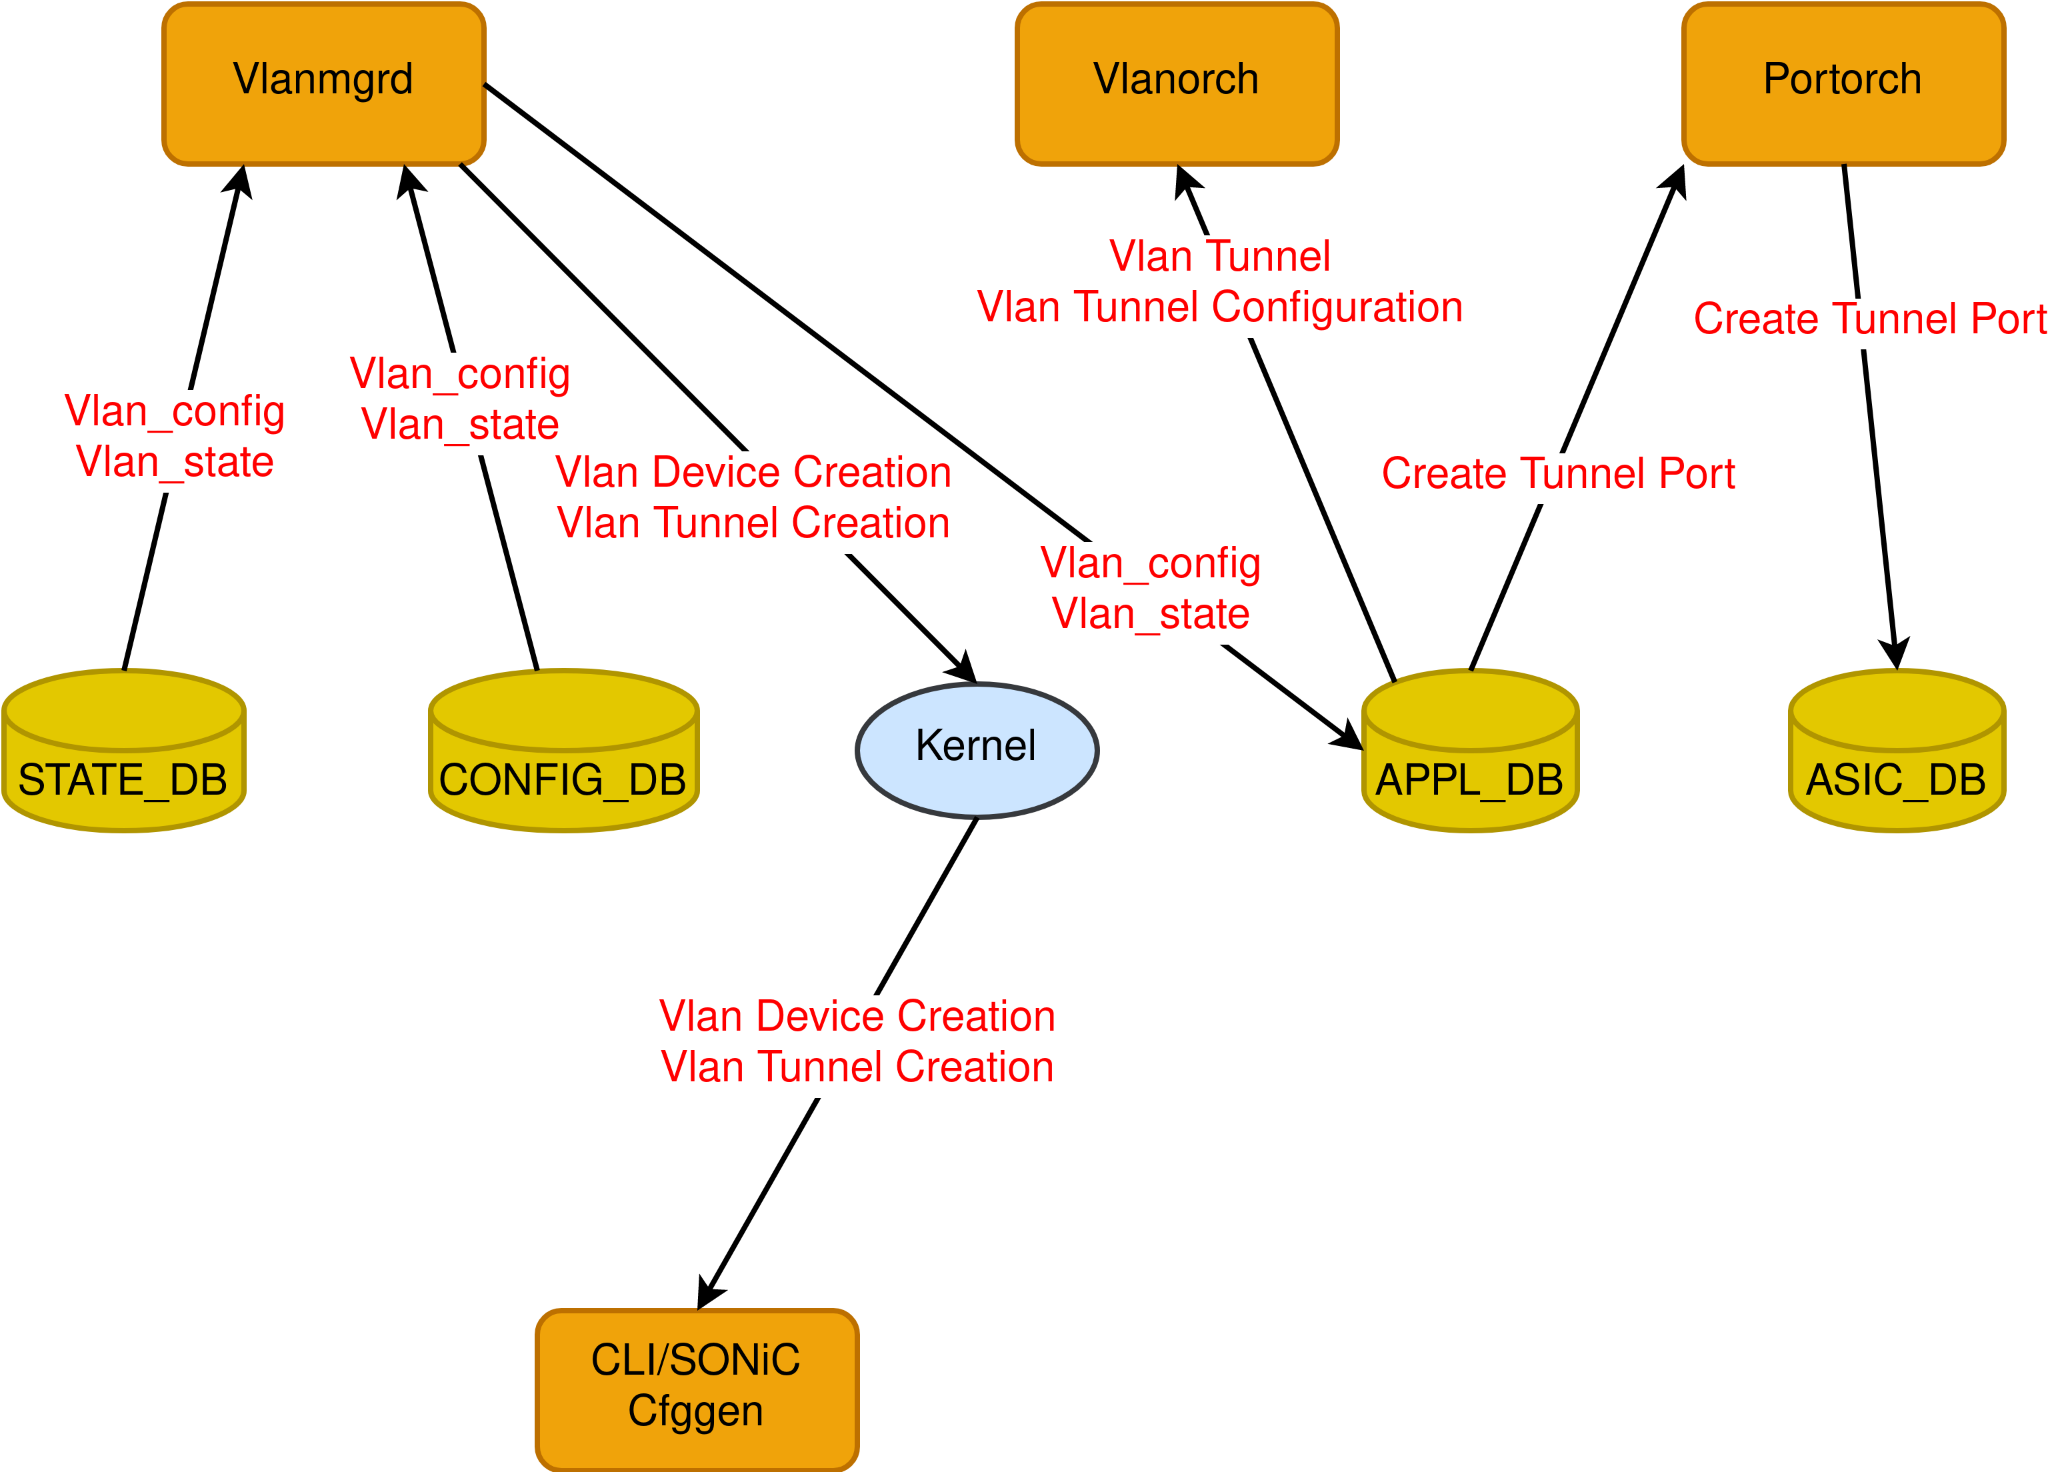 Vlanmgrd
Vlanorch
Portorch
Vlan Tunnel
Vlan Tunnel Configuration
Create Tunnel Port
Vlan_config
Vlan_state
Vlan_config
Vlan_state
Vlan Device Creation
Vlan Tunnel Creation
Create Tunnel Port
Vlan_config
Vlan_state
STATE_DB
CONFIG_DB
Kernel
APPL_DB
ASIC_DB
Vlan Device Creation
Vlan Tunnel Creation
CLI/SONiC
Cfggen